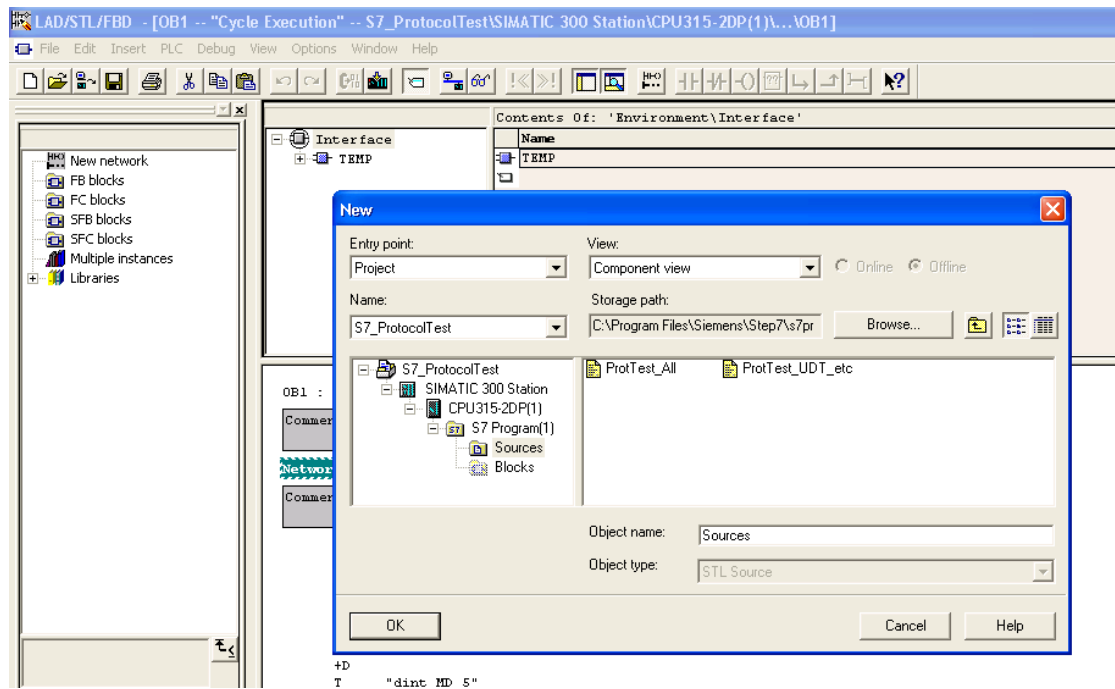 LAD/STL/FBD - [OB1 -- "Cycle Execution" -- S7_ProtocolTest\SIMATIC 300 Station\CPU315-2DP(1)\...\OB1]
File Edit Insert PLC Debug View Options Window Help
Contents Of: 'Environment\Interface'
Interface
Name
TEMP
TEMP
New network
FB blocks
FC blocks
SFB blocks
SFC blocks
Multiple instances
Libraries
New
Entry point:
View:
Project
Component view
Online
Offline
Name:
Storage path:
S7_ProtocolTest
C:\Program Files\Siemens\Step7\s7pr
Browse...
S7_ProtocolTest
SIMATIC 300 Station
CPU315-2DP(1)
S7 Program(1)
Sources
Blocks
ProtTest_All
ProtTest_UDT_etc
Object name:
Sources
Object type:
STL Source
OK
Cancel
Help
OB1 :
Commer
Networ
Commer
+D
T "dint MD 5"